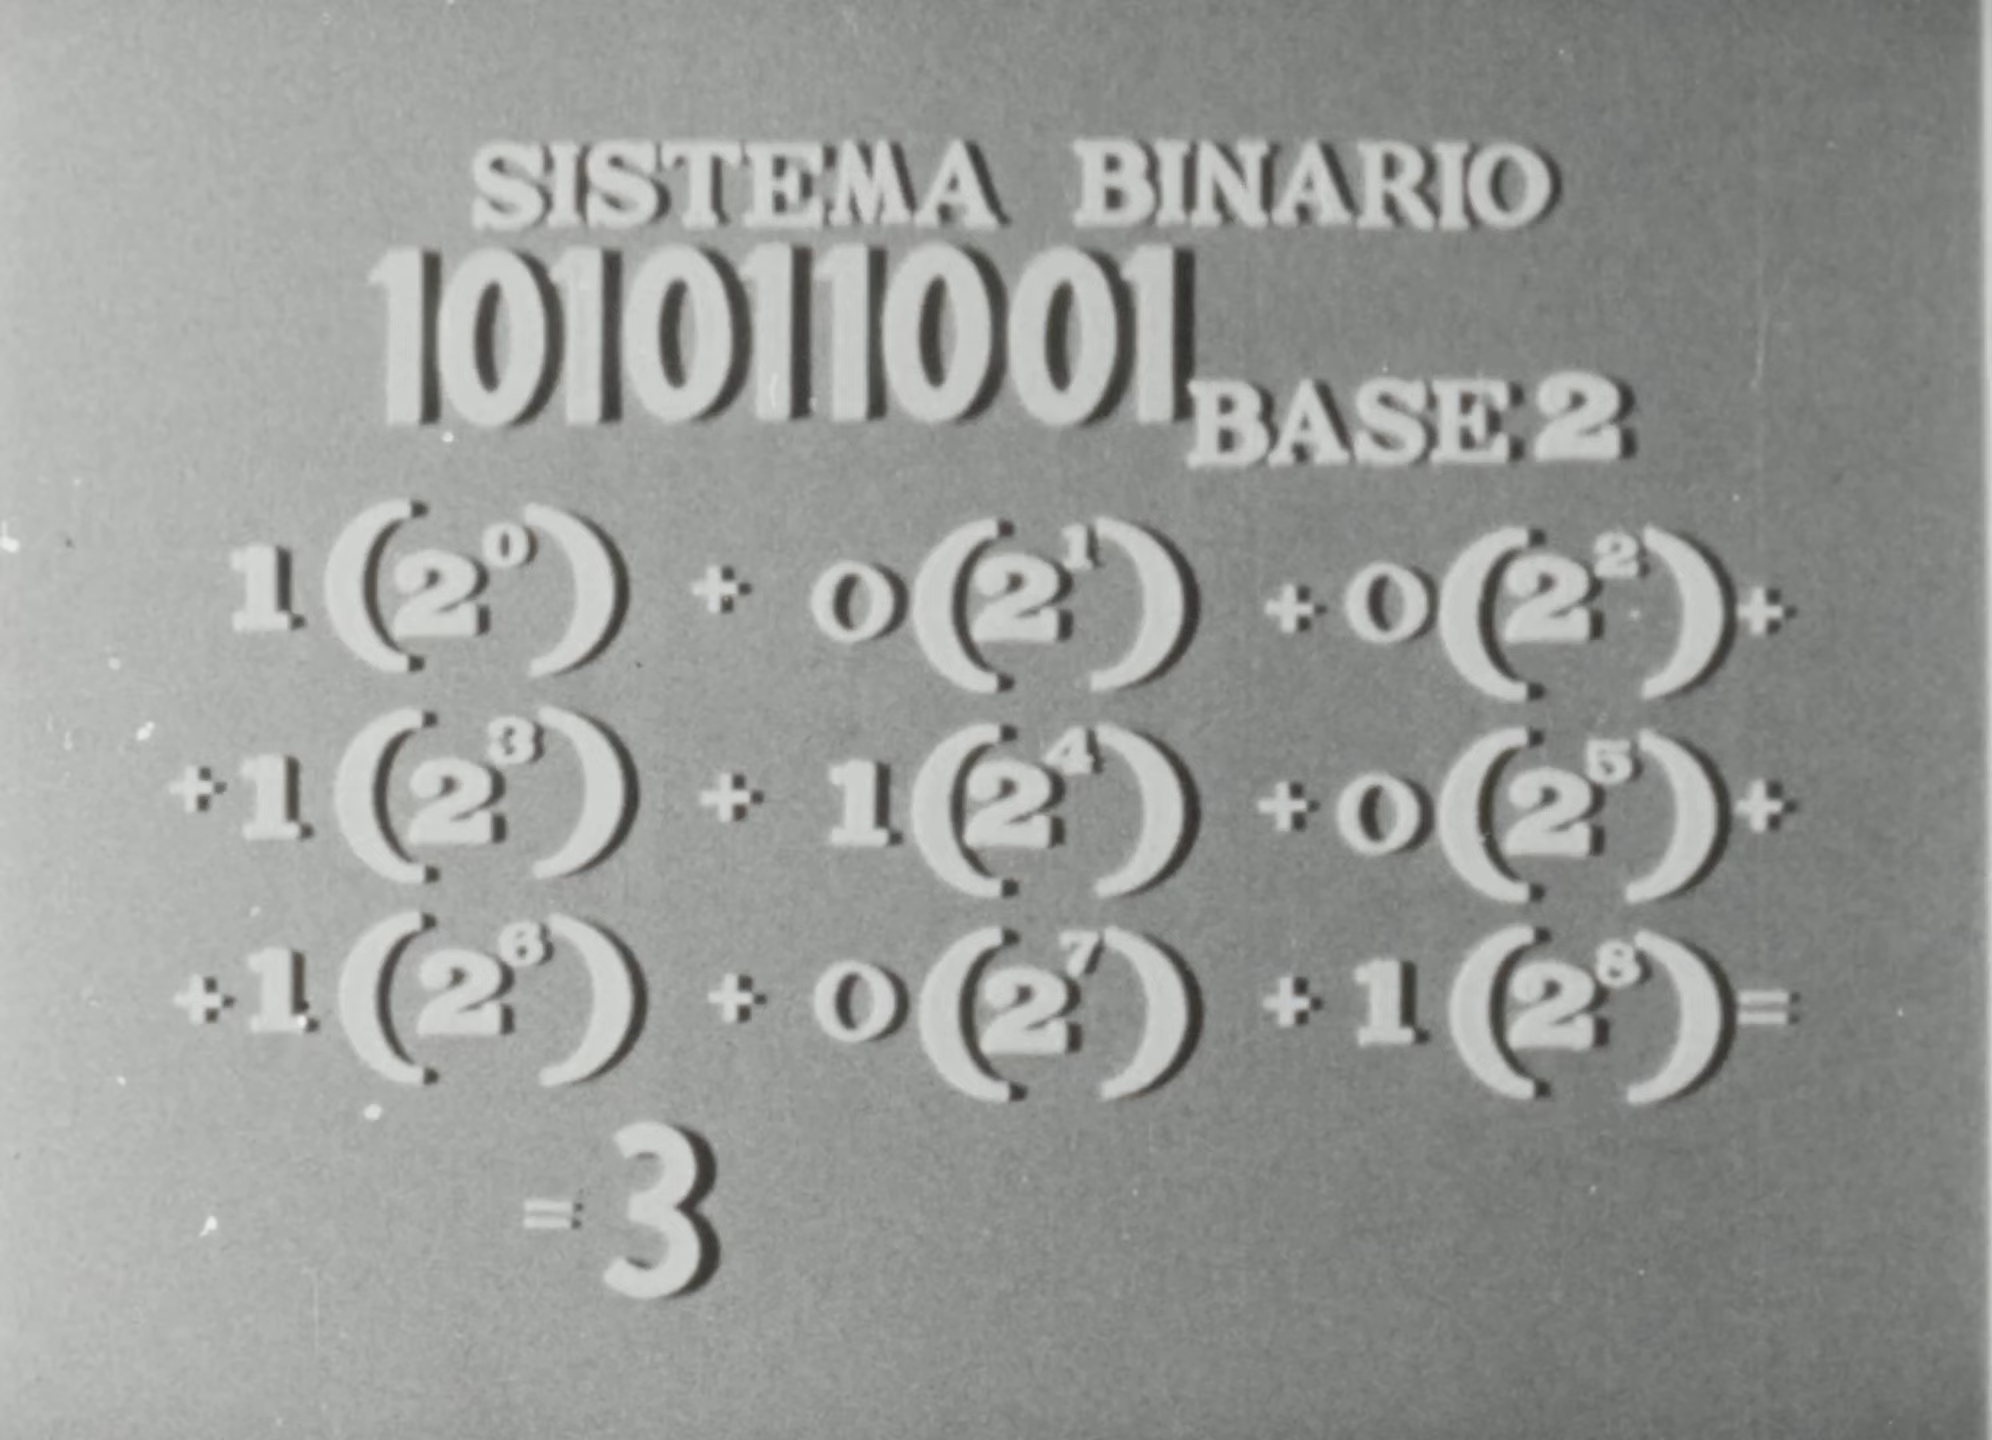 SISTEMA BINARIO
101011001 BASE 2
1(2⁰) + 0(2¹) + 0(2²) +
+ 1(2³) + 1(2⁴) + 0(2⁵) +
+ 1(2⁶) + 0(2⁷) + 1(2⁸) =
= 3